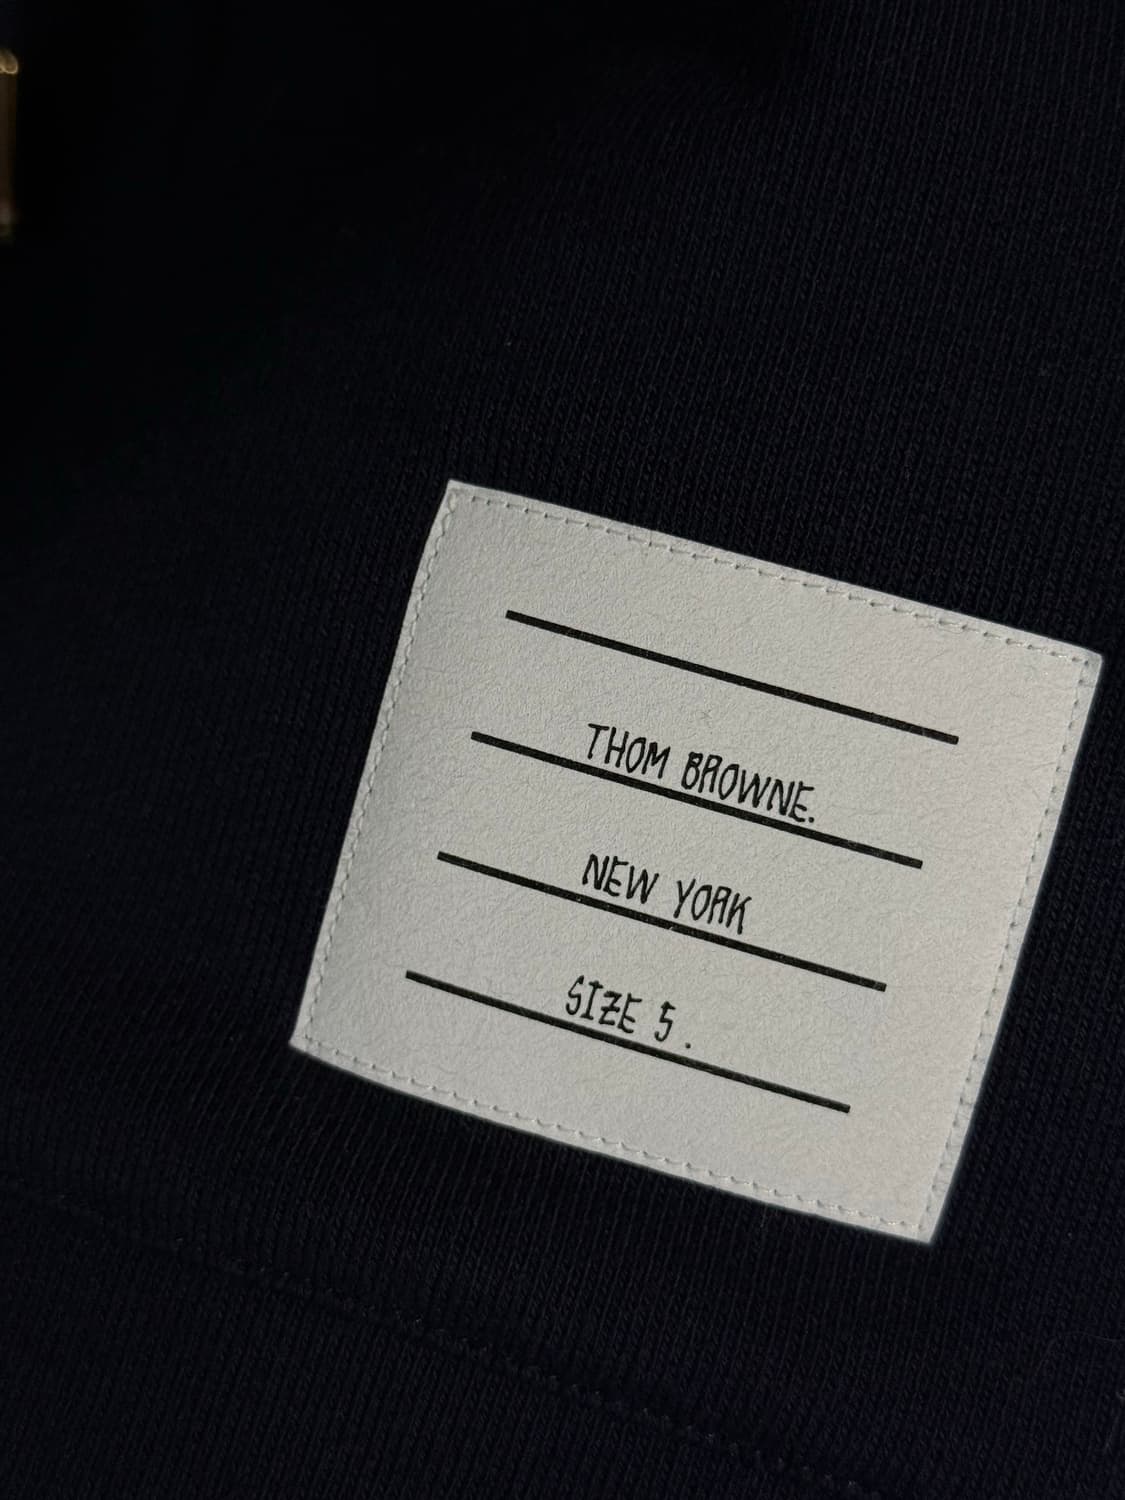 THOM BROWNE.
NEW YORK
SIZE 5 .